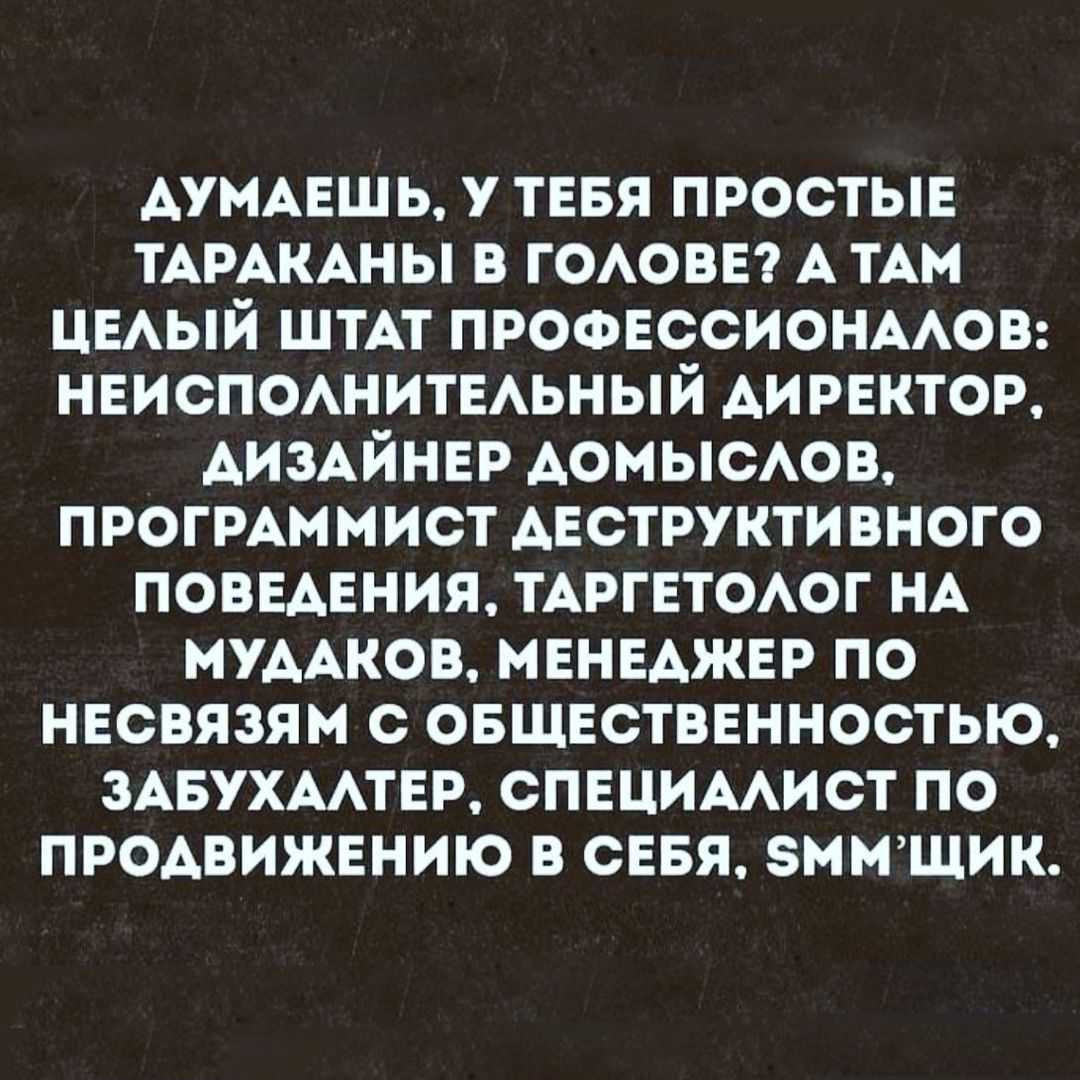 ДУМАЕШЬ, У ТЕБЯ ПРОСТЫЕ
ТАРАКАНЫ В ГОЛОВЕ? А ТАМ
ЦЕЛЫЙ ШТАТ ПРОФЕССИОНАЛОВ:
НЕИСПОЛНИТЕЛЬНЫЙ ДИРЕКТОР,
ДИЗАЙНЕР ДОМЫСЛОВ,
ПРОГРАММИСТ ДЕСТРУКТИВНОГО
ПОВЕДЕНИЯ, ТАРГЕТОЛОГ НА
МУДАКОВ, МЕНЕДЖЕР ПО
НЕСВЯЗЯМ С ОБЩЕСТВЕННОСТЬЮ,
ЗАБУХАЛТЕР, СПЕЦИАЛИСТ ПО
ПРОДВИЖЕНИЮ В СЕБЯ, SMM’ЩИК.